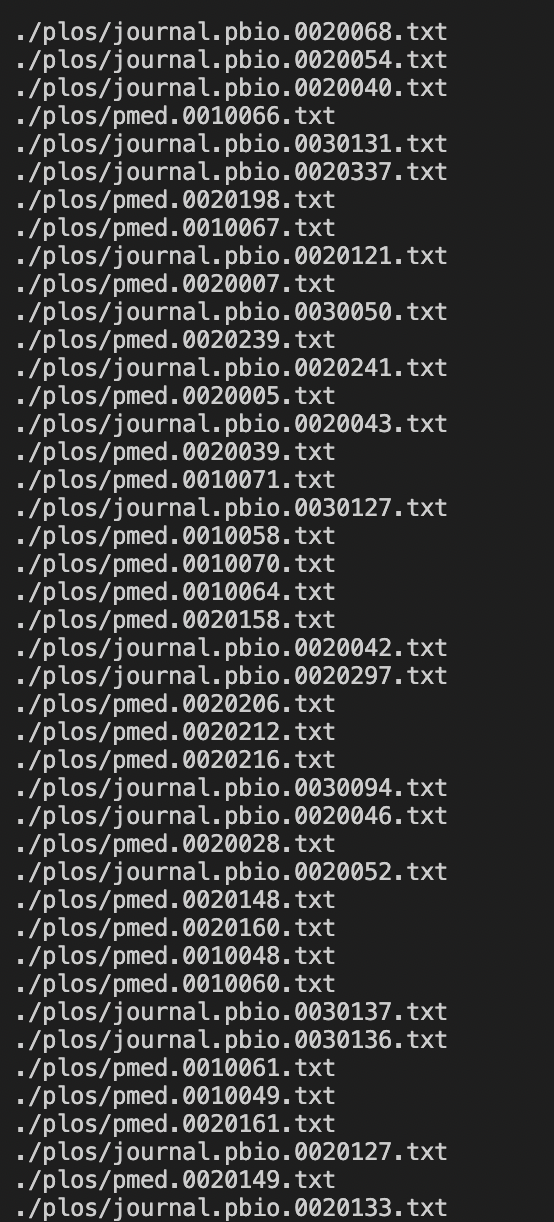 ./plos/journal.pbio.0020068.txt
./plos/journal.pbio.0020054.txt
./plos/journal.pbio.0020040.txt
./plos/pmed.0010066.txt
./plos/journal.pbio.0030131.txt
./plos/journal.pbio.0020337.txt
./plos/pmed.0020198.txt
./plos/pmed.0010067.txt
./plos/journal.pbio.0020121.txt
./plos/pmed.0020007.txt
./plos/journal.pbio.0030050.txt
./plos/pmed.0020239.txt
./plos/journal.pbio.0020241.txt
./plos/pmed.0020005.txt
./plos/journal.pbio.0020043.txt
./plos/pmed.0020039.txt
./plos/pmed.0010071.txt
./plos/journal.pbio.0030127.txt
./plos/pmed.0010058.txt
./plos/pmed.0010070.txt
./plos/pmed.0010064.txt
./plos/pmed.0020158.txt
./plos/journal.pbio.0020042.txt
./plos/journal.pbio.0020297.txt
./plos/pmed.0020206.txt
./plos/pmed.0020212.txt
./plos/pmed.0020216.txt
./plos/journal.pbio.0030094.txt
./plos/journal.pbio.0020046.txt
./plos/pmed.0020028.txt
./plos/journal.pbio.0020052.txt
./plos/pmed.0020148.txt
./plos/pmed.0020160.txt
./plos/pmed.0010048.txt
./plos/pmed.0010060.txt
./plos/journal.pbio.0030137.txt
./plos/journal.pbio.0030136.txt
./plos/pmed.0010061.txt
./plos/pmed.0010049.txt
./plos/pmed.0020161.txt
./plos/journal.pbio.0020127.txt
./plos/pmed.0020149.txt
./plos/journal.pbio.0020133.txt